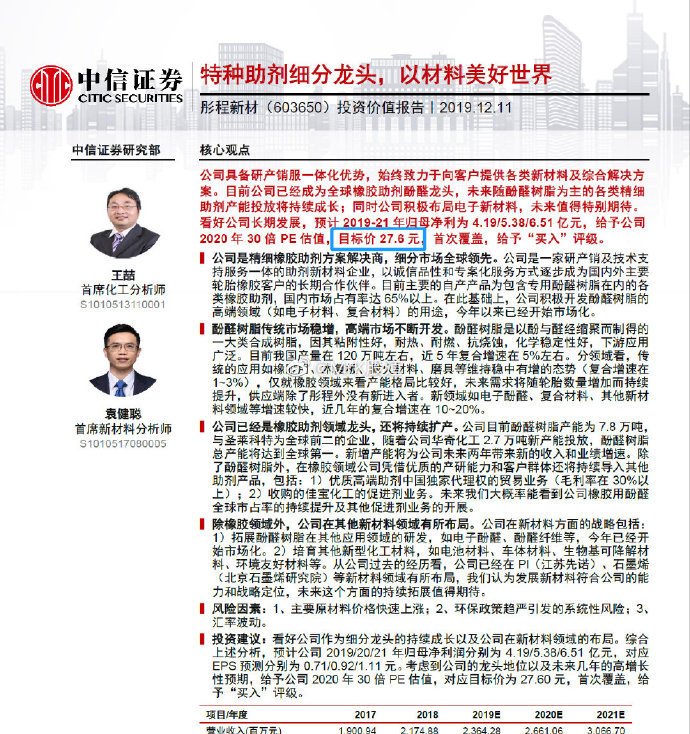 中信证券
CITIC SECURITIES
特种助剂细分龙头，以材料美好世界
彤程新材（603650）投资价值报告｜2019.12.11
中信证券研究部
核心观点
公司具备研产销服一体化优势，始终致力于向客户提供各类新材料及综合解决方
案。目前公司已经成为全球橡胶助剂酚醛龙头，未来随酚醛树脂为主的各类精细
助剂产能投放将持续成长；同时公司积极布局电子新材料，未来值得特别期待。
看好公司长期发展，预计 2019-21 年归母净利为 4.19/5.38/6.51 亿元，给予公司
2020 年 30 倍 PE 估值，目标价 27.6 元，首次覆盖，给予“买入”评级。
王喆
首席化工分析师
S1010513110001
袁健聪
首席新材料分析师
S1010517080005
公司是精细橡胶助剂方案解决商，细分市场全球领先。公司是一家研产销及技术支
持服务一体的助剂新材料企业，以诚信品性和专案化服务方式逐步成为国内外主要
轮胎橡胶客户的长期合作伙伴。目前主要的自产产品为包含专用酚醛树脂在内的各
类橡胶助剂，国内市场占有率达 65%以上。在此基础上，公司积极开发酚醛树脂的
高端领域（如电子材料、复合材料）的用途，今年以来已开始市场化。
酚醛树脂传统市场稳增，高端市场不断开发。酚醛树脂是以酚与醛经缩聚而制得的
一大类合成树脂，因其粘附性好，耐热、耐燃、抗烧蚀，化学稳定性好，下游应用
广泛。目前我国产量在 120 万吨左右，近 5 年复合增速在 5%左右。分领域看，传
统的应用如橡胶、材料、磨具等维持稳中有增的态势（复合增速在
1~3%），仅就橡胶领域来看产能格局比较好，未来需求将随轮胎数量增加而持续
提升，供应端除了彤程外没有新进入者。新领域如电子酚醛、复合材料、其他新材
料领域等增速较快，近几年的复合增速在 10~20%。
公司已经是橡胶助剂领域龙头，还将持续扩产。公司目前酚醛树脂产能为 7.8 万吨，
与圣莱科特为全球前二的企业，随着公司华奇化工 2.7 万吨新产能投放，酚醛树脂
总产能将达到全球第一。新增产能将为公司未来两年带来新的收入和业绩增速。除
了酚醛树脂外，在橡胶领域公司凭借优质的产研能力和客户群体还将持续导入其他
助剂产品，包括：1）优质高端助剂中国独家代理权的贸易业务（毛利率在 30%以
上）；2）收购的佳宝化工的促进剂业务。未来我们大概率能看到公司橡胶用酚醛
全球市占率的持续提升及其他促进剂业务的开展。
除橡胶领域外，公司在其他新材料领域有所布局。公司在新材料方面的战略包括：
1）拓展酚醛树脂在其他应用领域的研发，如电子酚醛、酚醛纤维等，今年已经开
始市场化。2）培育其他新型化工材料，如电池材料、车体材料、生物基可降解材
料、环境友好材料等。从公司过去的经历看，公司已经在 PI（江苏先诺）、石墨烯
（北京石墨烯研究院）等新材料领域有所布局，我们认为发展新材料符合公司的能
力和战略定位，未来这个方面的持续拓展值得期待。
风险因素：1、主要原材料价格快速上涨；2、环保政策趋严引发的系统性风险；3、
汇率波动。
投资建议：看好公司作为细分龙头的持续成长以及公司在新材料领域的布局。综合
上述分析，预计公司 2019/20/21 年归母净利润分别为 4.19/5.38/6.51 亿元，对应
EPS 预测分别为 0.71/0.92/1.11 元。考虑到公司的龙头地位以及未来几年的高增长
性预期，给予公司 2020 年 30 倍 PE 估值，对应目标价为 27.60 元，首次覆盖，给
予“买入”评级。
项目/年度 2017 2018 2019E 2020E 2021E
营业收入(百万元) 1,900.94 2,174.88 2,364.28 2,661.06 3,066.70